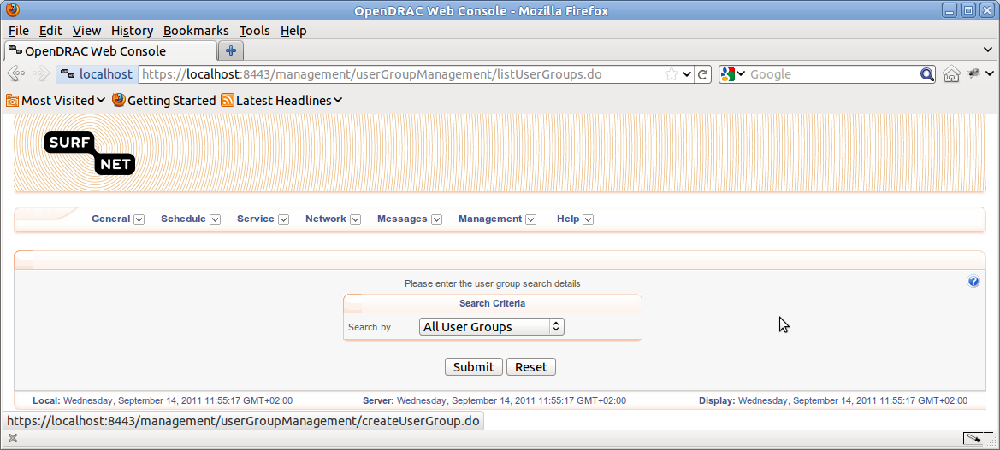 OpenDRAC Web Console - Mozilla Firefox
File Edit View History Bookmarks Tools Help
OpenDRAC Web Console
localhost https://localhost:8443/management/userGroupManagement/listUserGroups.do Google
Most Visited Getting Started Latest Headlines
SURF
NET
General Schedule Service Network Messages Management Help
Please enter the user group search details
Search Criteria
Search by All User Groups
Submit Reset
Local: Wednesday, September 14, 2011 11:55:17 GMT+02:00 Server: Wednesday, September 14, 2011 11:55:17 GMT+02:00 Display: Wednesday, September 14, 2011 11:55:17 GMT+02:00
https://localhost:8443/management/userGroupManagement/createUserGroup.do